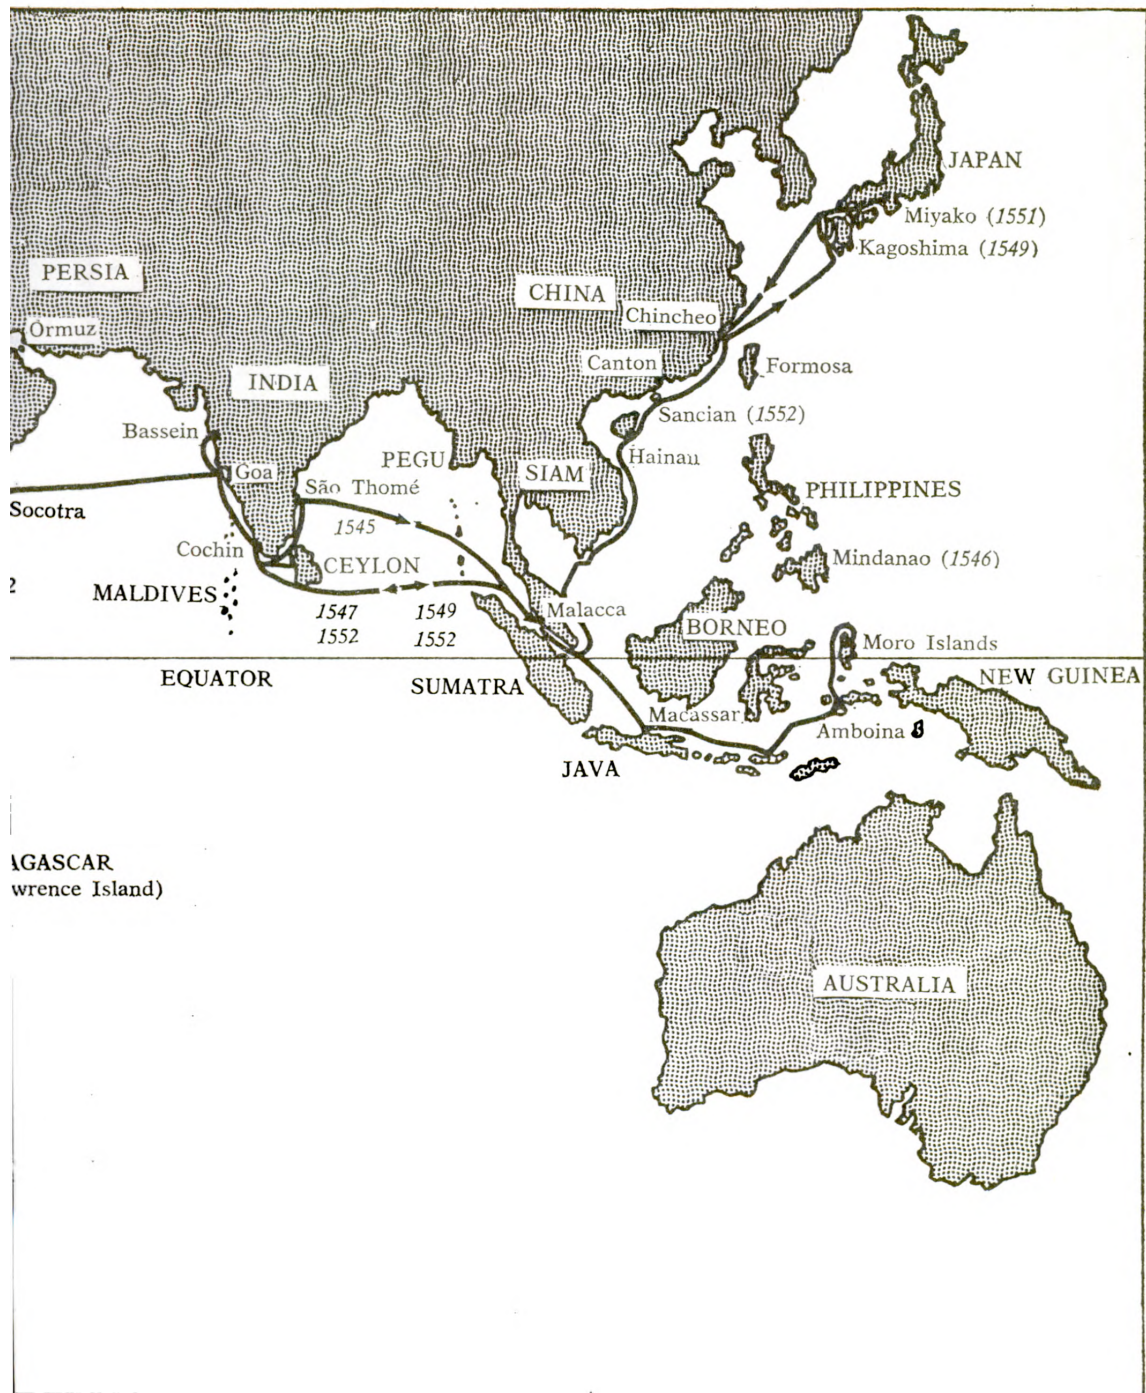 JAPAN
Miyako (1551)
Kagoshima (1549)
PERSIA
CHINA
Chincheo
Ormuz
Canton
Formosa
INDIA
Sancian (1552)
Bassein
Hainau
PEGU
Goa
SIAM
São Thomé
PHILIPPINES
Socotra
1545
Cochin
CEYLON
Mindanao (1546)
2
MALDIVES
1547
1552
1549
1552
Malacca
BORNEO
Moro Islands
EQUATOR
SUMATRA
NEW GUINEA
Macassar
Amboina
JAVA
AGASCAR
wrence Island)
AUSTRALIA